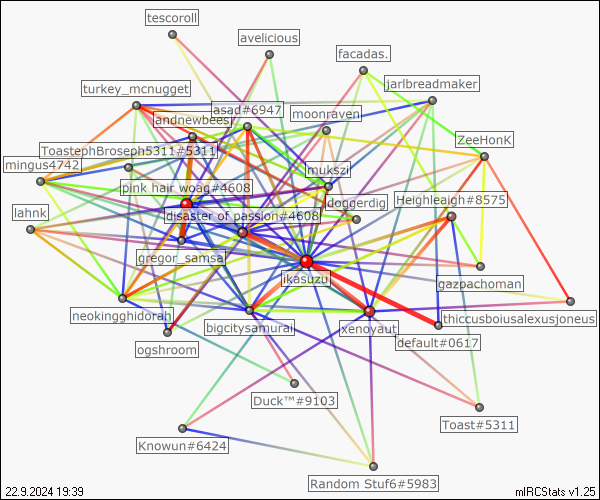 tescoroll
avelicious
facadas.
jarlbreadmaker
turkey_mcnugget
asad#6947
moonraven
landnewbees
ZeeHonK
ToastephBroseph5311#5311
mingus4742
mukszi
pink hair woag#4608
Heighleaigh#8575
doggerdig
lahnk
disaster of passion#4608
gregor_samsa
ikasuzu
gazpachoman
neokingghidorah
bigcitysamurai
xenoyaut
thiccusboiusalexusjoneus
default#0617
ogshroom
Duck™#9103
Toast#5311
Knowun#6424
Random Stuf6#5983
22.9.2024 19:39
mIRCStats v1.25